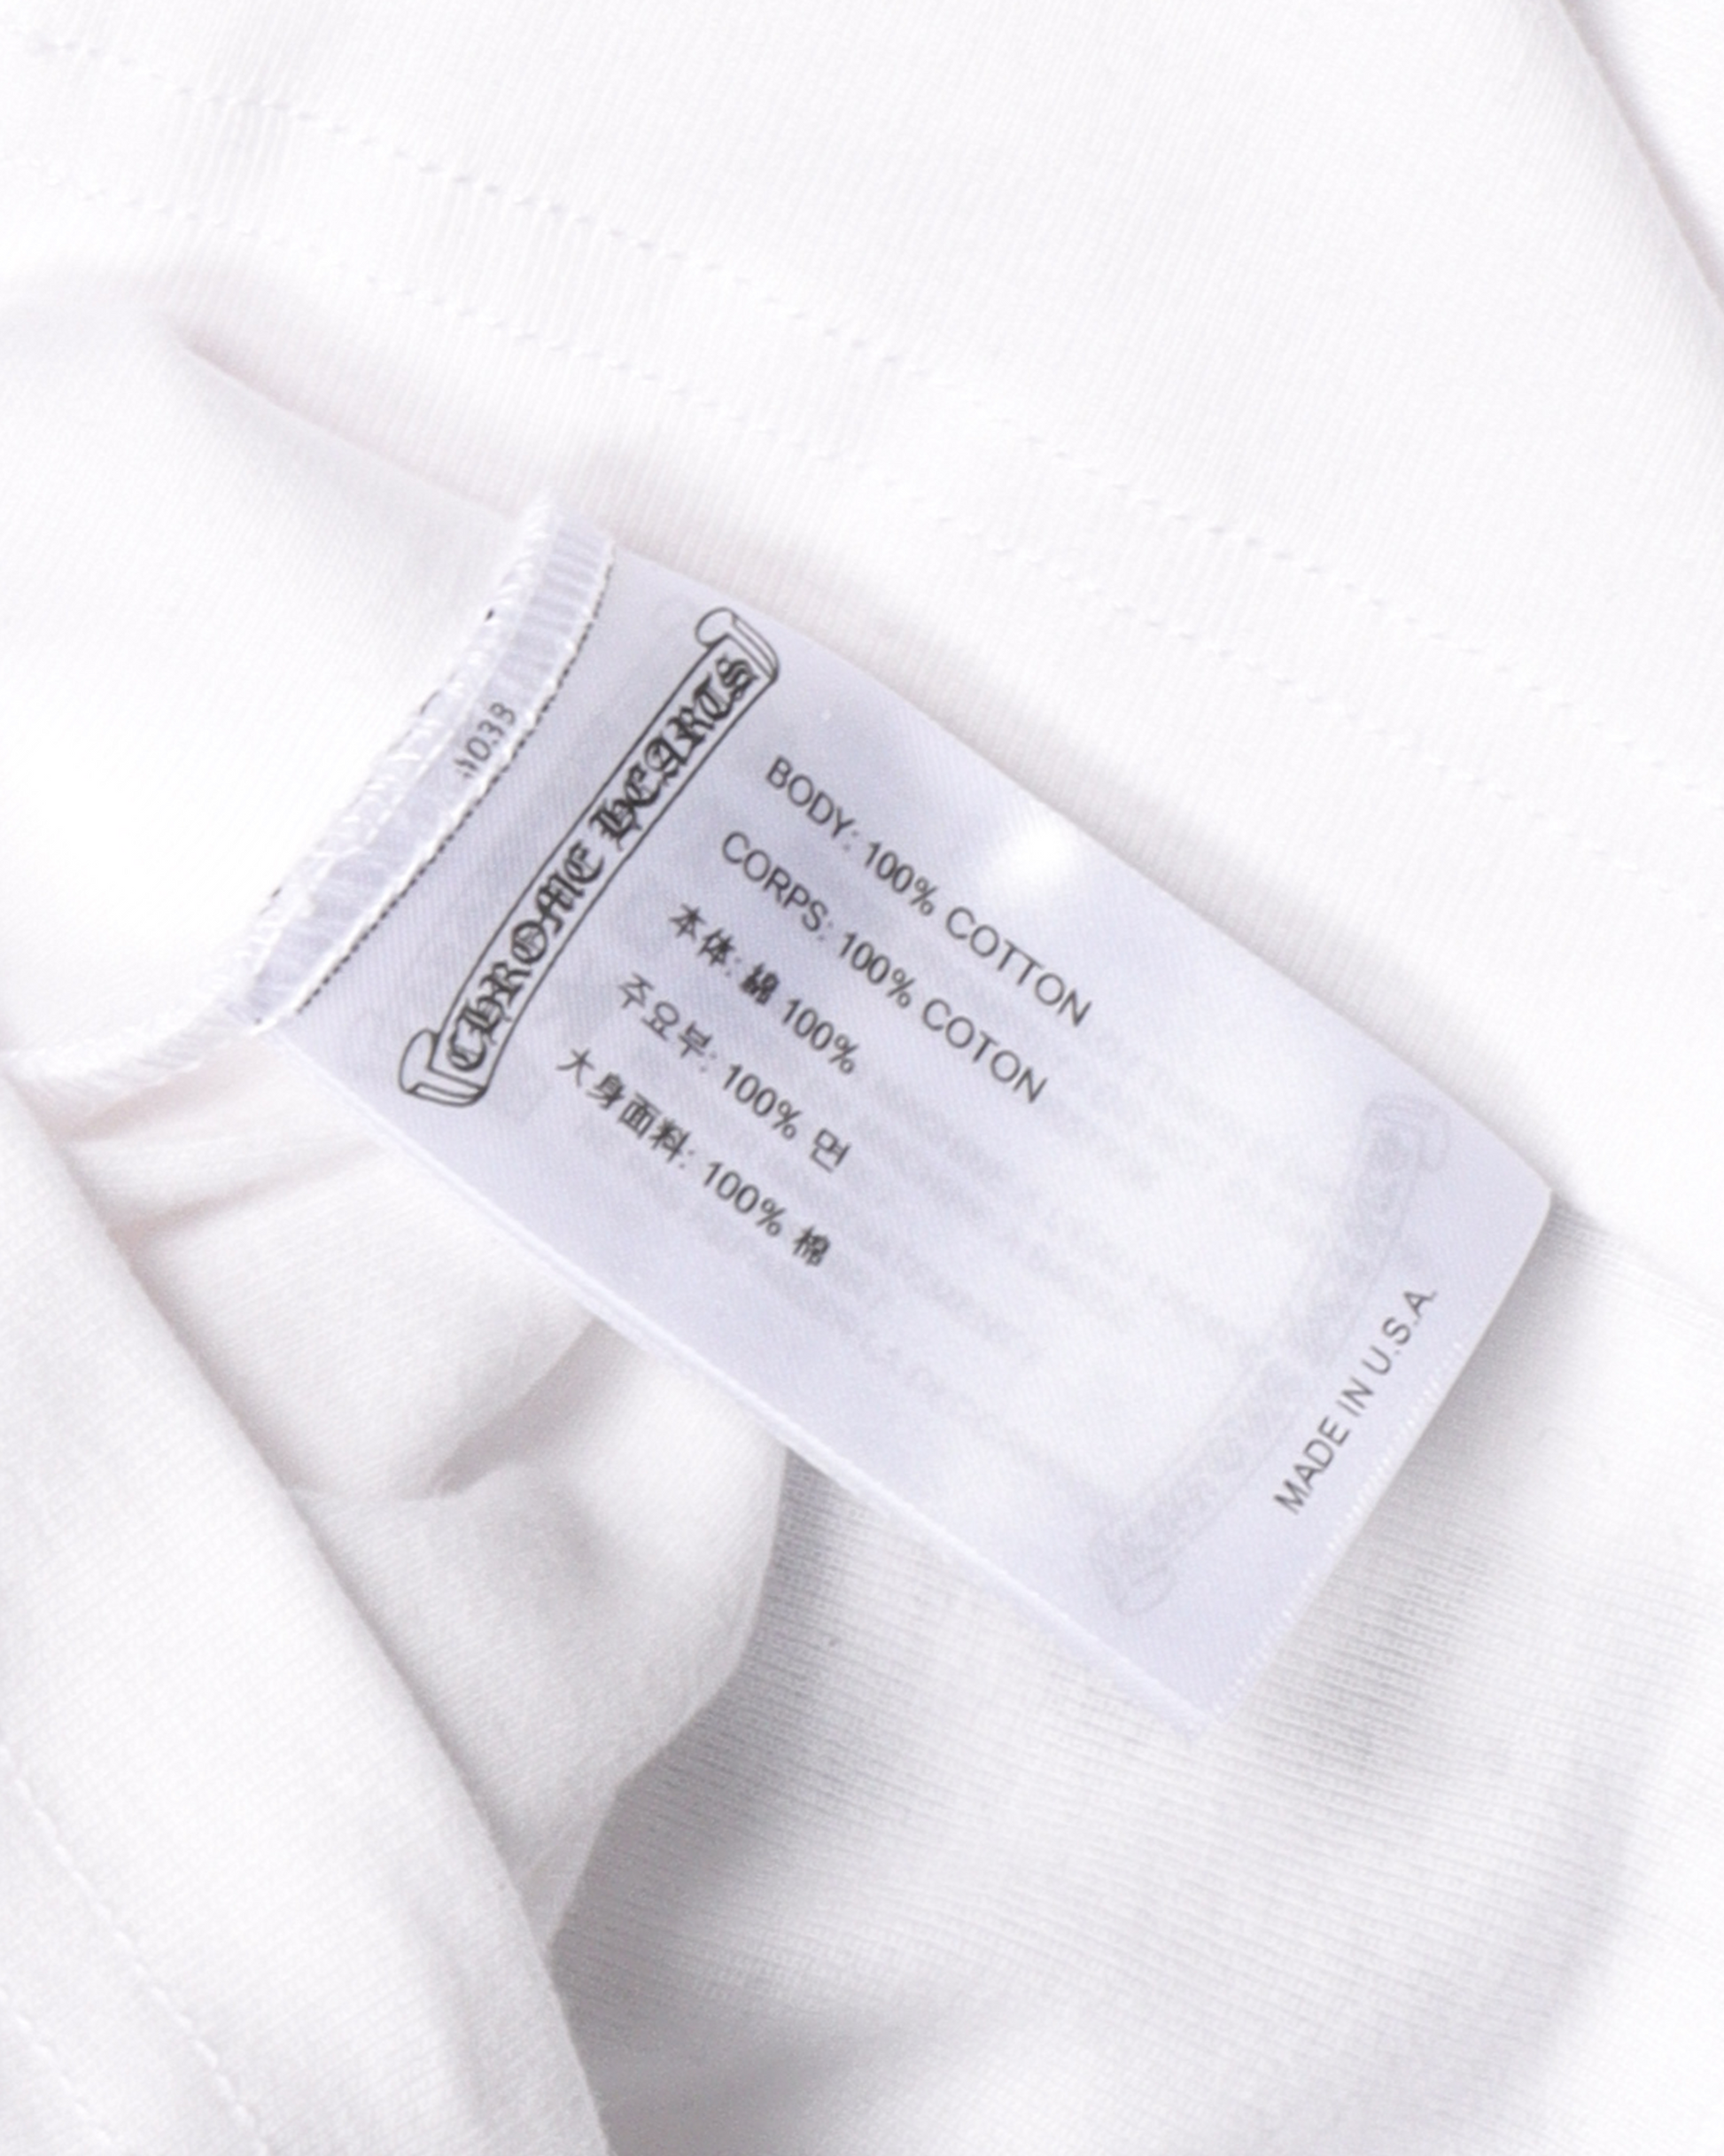 CHROME HEARTS
BODY: 100% COTTON
CORPS: 100% COTON
本体: 綿 100%
주요부: 100% 면
大身面料: 100% 棉
MADE IN U.S.A.